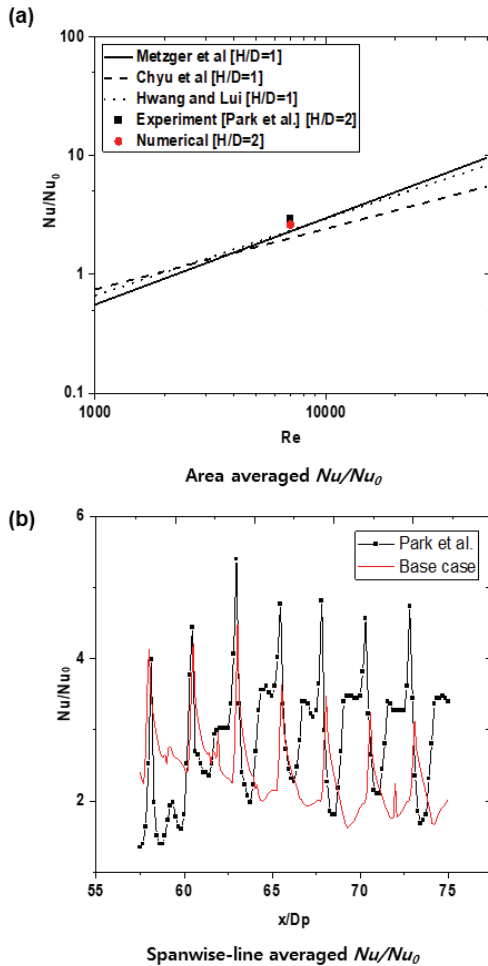 (a)
100
10
1
0.1
Nu/Nu0
Metzger et al [H/D=1]
Chyu et al [H/D=1]
Hwang and Lui [H/D=1]
Experiment [Park et al.] [H/D=2]
Numerical [H/D=2]
1000
10000
Re
Area averaged Nu/Nu0
(b)
6
4
2
Nu/Nu0
Park et al.
Base case
55
60
65
70
75
x/Dp
Spanwise-line averaged Nu/Nu0